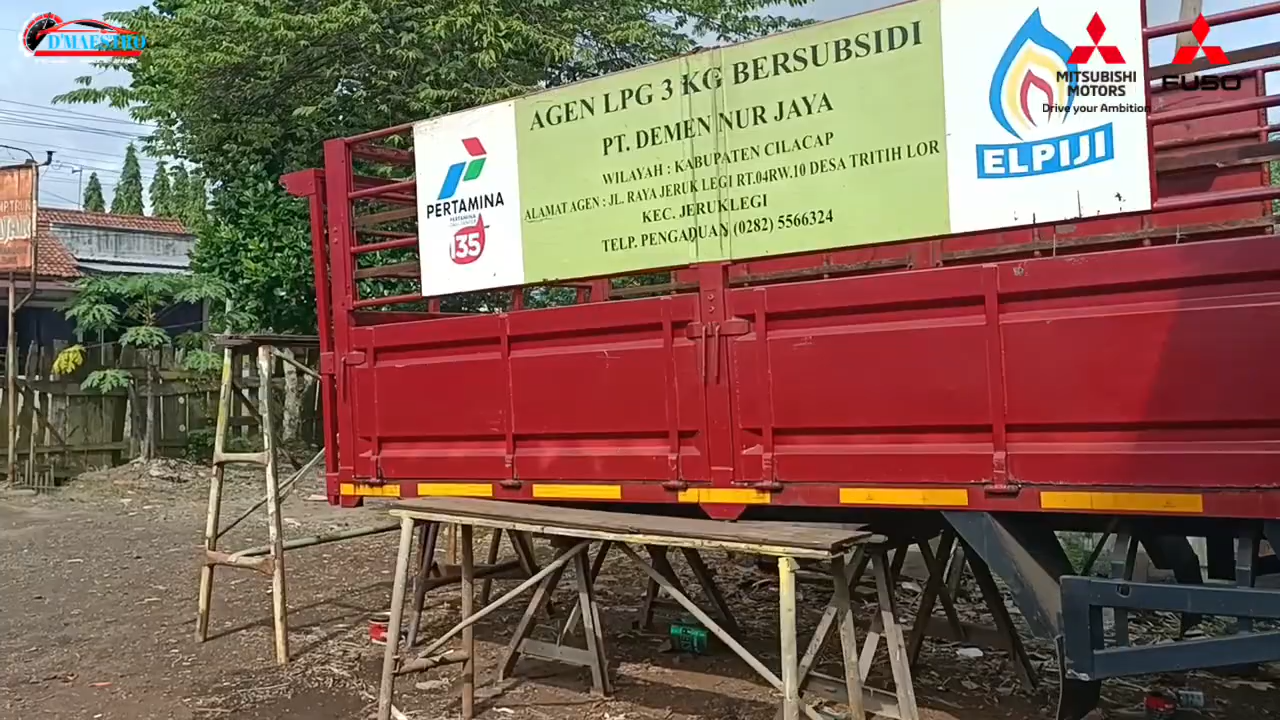 D'MAESTRO
AGEN LPG 3 KG BERSUBSIDI
PT. DEMEN NUR JAYA
WILAYAH : KABUPATEN CILACAP
ALAMAT AGEN : JL. RAYA JERUK LEGI RT.04RW.10 DESA TRITIH LOR
KEC. JERUKLEGI
TELP. PENGADUAN (0282) 5566324
PERTAMINA
135
ELPIJI
MITSUBISHI
MOTORS
Drive your Ambition
FUSO